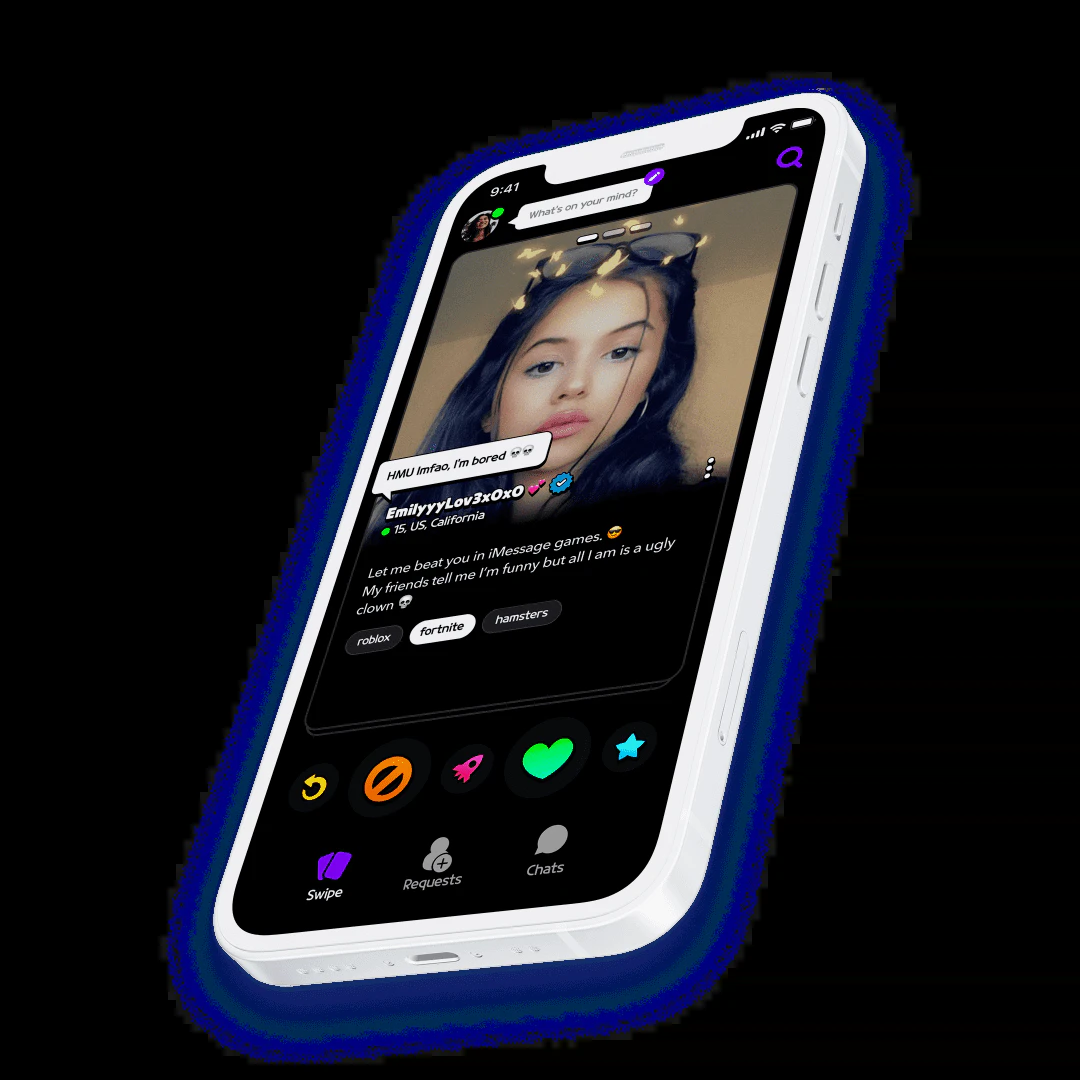 9:41
What's on your mind?
HMU lmfao, I'm bored 💀💀
EmilyyyLov3xOxO 💕
15, US, California
Let me beat you in iMessage games. 😎
My friends tell me I'm funny but all I am is a ugly
clown 💀
roblox fortnite hamsters
Swipe Requests Chats